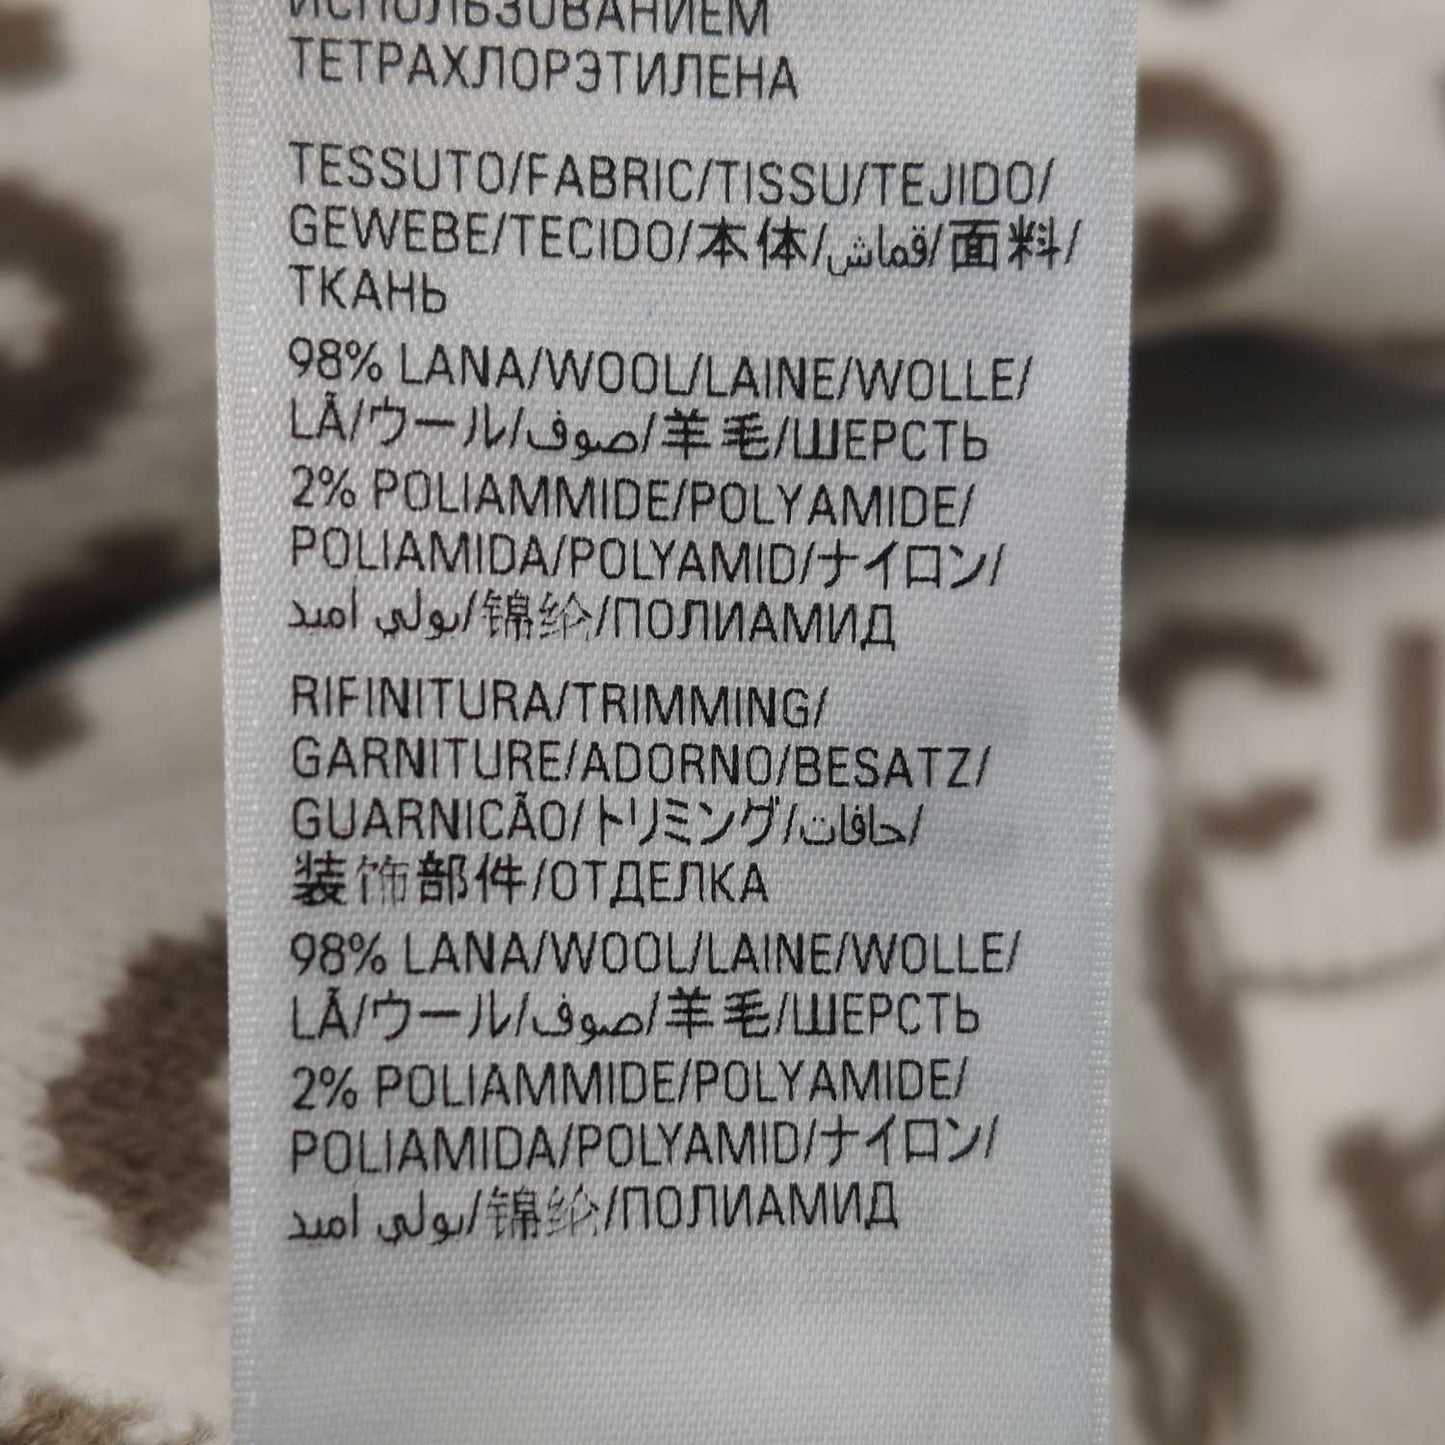 ИСПОЛЬЗОВАНИЕМ
ТЕТРАХЛОРЭТИЛЕНА
TESSUTO/FABRIC/TISSU/TEJIDO/
GEWEBE/TECIDO/本体/قماش/面料/
ТКАНЬ
98% LANA/WOOL/LAINE/WOLLE/
LÃ/ウール/صوف/羊毛/ШЕРСТЬ
2% POLIAMMIDE/POLYAMIDE/
POLIAMIDA/POLYAMID/ナイロン/
بولي أميد/锦纶/ПОЛИАМИД
RIFINITURA/TRIMMING/
GARNITURE/ADORNO/BESATZ/
GUARNICÃO/トリミング/حافات/
装饰部件/ОТДЕЛКА
98% LANA/WOOL/LAINE/WOLLE/
LÃ/ウール/صوف/羊毛/ШЕРСТЬ
2% POLIAMMIDE/POLYAMIDE/
POLIAMIDA/POLYAMID/ナイロン/
بولي أميد/锦纶/ПОЛИАМИД